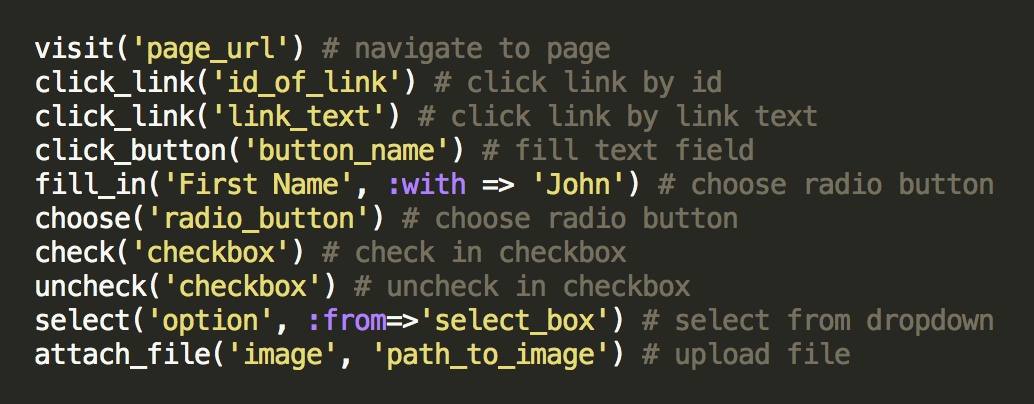 visit('page_url') # navigate to page
click_link('id_of_link') # click link by id
click_link('link_text') # click link by link text
click_button('button_name') # fill text field
fill_in('First Name', :with => 'John') # choose radio button
choose('radio_button') # choose radio button
check('checkbox') # check in checkbox
uncheck('checkbox') # uncheck in checkbox
select('option', :from=>'select_box') # select from dropdown
attach_file('image', 'path_to_image') # upload file